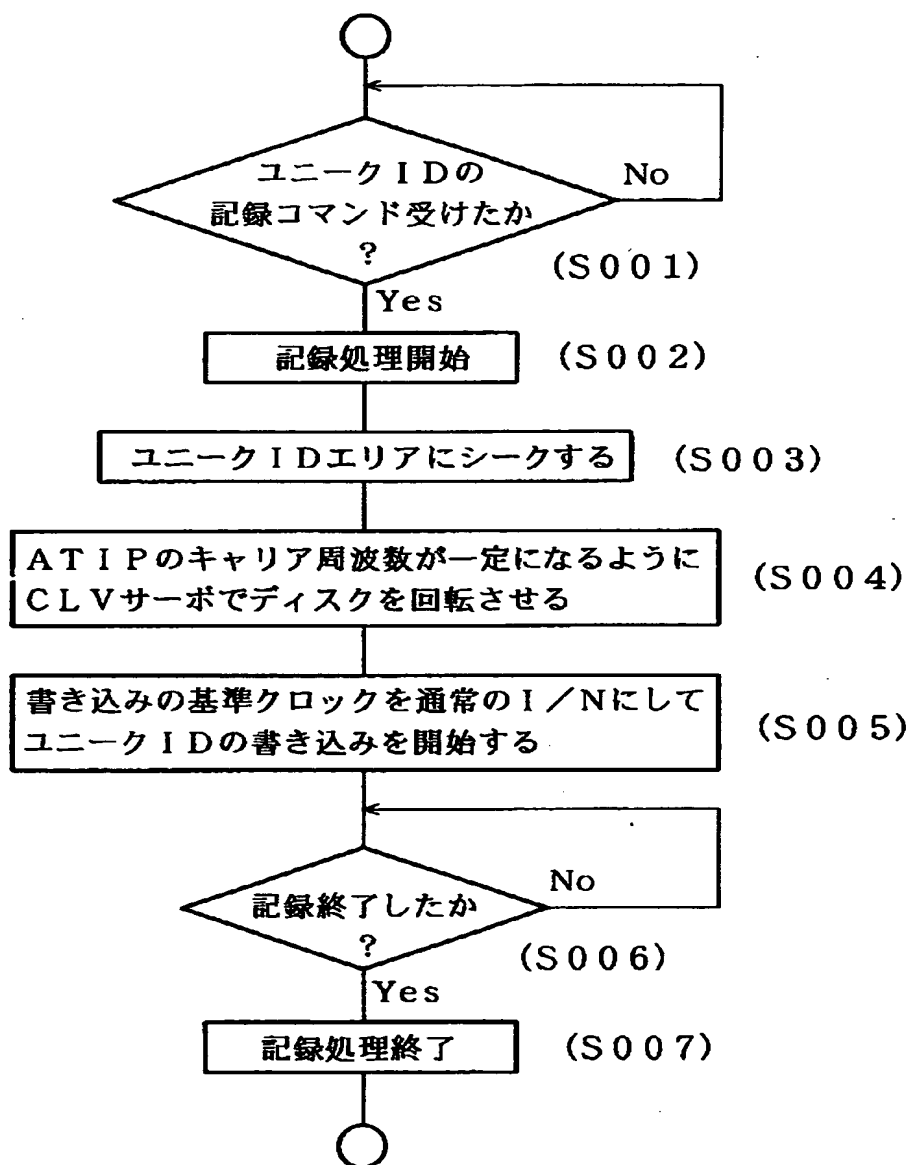 ユニークＩＤの
記録コマンド受けたか
？
No
(Ｓ００１)
Yes
記録処理開始
(Ｓ００２)
ユニークＩＤエリアにシークする
(Ｓ００３)
ＡＴＩＰのキャリア周波数が一定になるように
ＣＬＶサーボでディスクを回転させる
(Ｓ００４)
書き込みの基準クロックを通常のＩ／Ｎにして
ユニークＩＤの書き込みを開始する
(Ｓ００５)
記録終了したか
？
No
(Ｓ００６)
Yes
記録処理終了
(Ｓ００７)